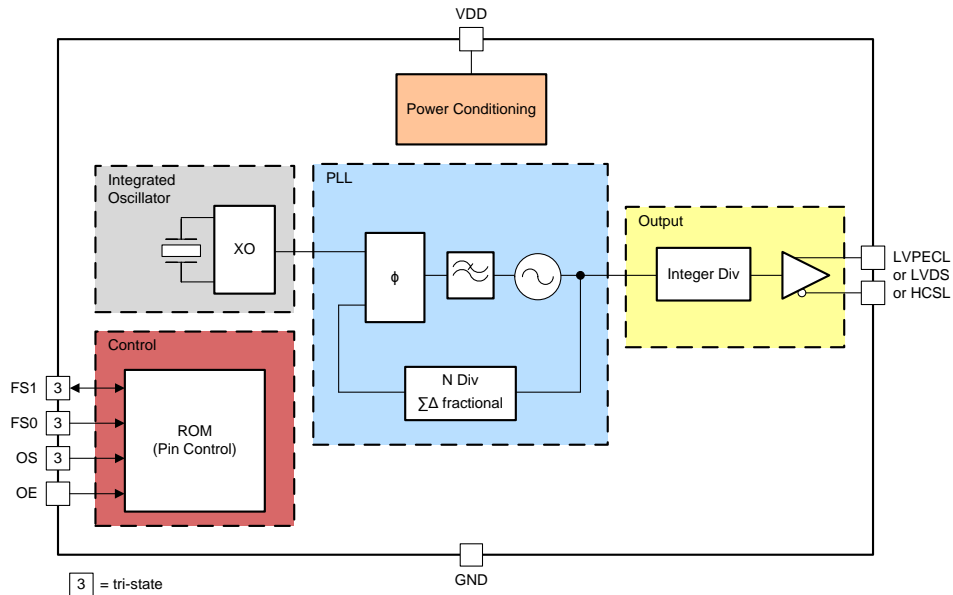 VDD
Power Conditioning
Integrated
Oscillator
XO
PLL
ϕ
N Div
∑Δ fractional
Output
Integer Div
LVPECL
or LVDS
or HCSL
Control
ROM
(Pin Control)
FS1
3
FS0
3
OS
3
OE
GND
3 = tri-state